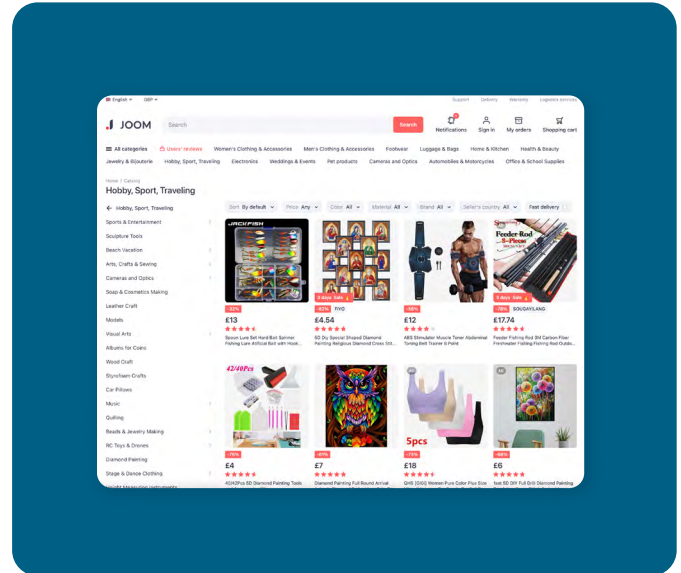 English GBP Support Delivery Warranty Logistics services
JOOM Search Search Notifications Sign in My orders Shopping cart
All categories Users' reviews Women's Clothing & Accessories Men's Clothing & Accessories Footwear Luggage & Bags Home & Kitchen Health & Beauty
Jewelry & Bijouterie Hobby, Sport, Traveling Electronics Weddings & Events Pet products Cameras and Optics Automobiles & Motorcycles Office & School Supplies
Home / Catalog
Hobby, Sport, Traveling
← Hobby, Sport, Traveling
Sort By default Price Any Color All Material All Brand All Seller's country All Fast delivery
Sports & Entertainment
Sculpture Tools
Beach Vacation
Arts, Crafts & Sewing
Cameras and Optics
Soap & Cosmetics Making
Leather Craft
Models
Visual Arts
Albums for Coins
Wood Craft
Styrofoam Crafts
Car Pillows
Music
Quilling
Beads & Jewelry Making
RC Toys & Drones
Diamond Painting
Stage & Dance Clothing
Height Measuring Instruments
JACKFISH
£13
Spoon Lure Set Hard Bait Spinner
Fishing Lure Atificial Bait with Hook...
3 days Sale
FIYO
£4.54
5D Diy Special Shaped Diamond
Painting Religious Diamond Cross Stit...
£12
ABS Stimulator Muscle Toner Abdominal
Toning Belt Trainer & Paint
Feeder Rod
3 days Sale
-78% SOUGAYILANG
£17.74
Feeder Fishing Rod 3M Carbon Fiber
Freshwater Fishing Fishing Rod Outdo...
42/40Pcs
-76%
£4
40/42Pcs 5D Diamond Painting Tools
£7
Diamond Painting Full Round Arrival
5pcs
-73%
£18
Women Pure Color Plus Size
£6
5D DIY Full Drill Diamond Painting